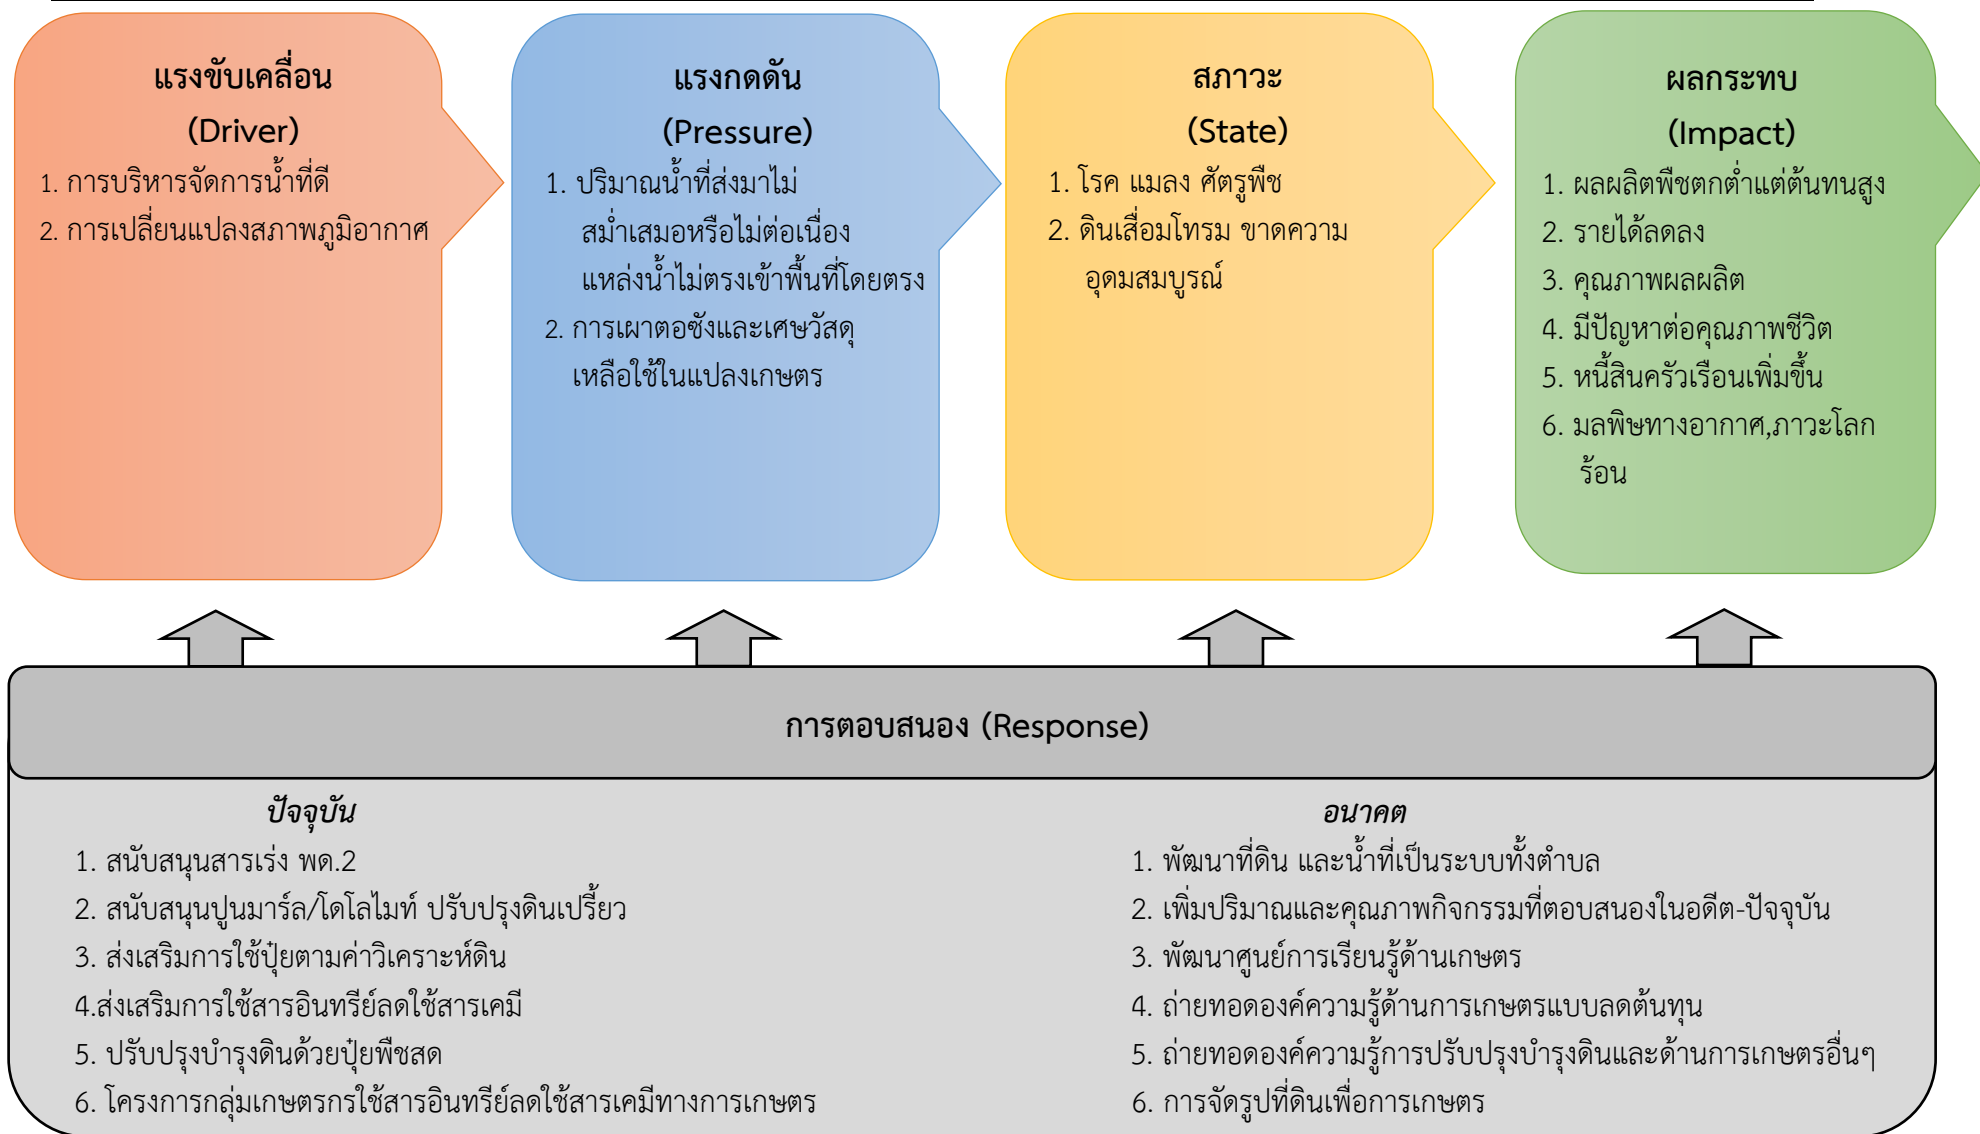 แรงขับเคลื่อน
(Driver)
1. การบริหารจัดการน้ำที่ดี
2. การเปลี่ยนแปลงสภาพภูมิอากาศ
แรงกดดัน
(Pressure)
1. ปริมาณน้ำที่ส่งมาไม่
สม่ำเสมอหรือไม่ต่อเนื่อง
แหล่งน้ำไม่ตรงเข้าพื้นที่โดยตรง
2. การเผาตอซังและเศษวัสดุ
เหลือใช้ในแปลงเกษตร
สภาวะ
(State)
1. โรค แมลง ศัตรูพืช
2. ดินเสื่อมโทรม ขาดความ
อุดมสมบูรณ์
ผลกระทบ
(Impact)
1. ผลผลิตพืชตกต่ำแต่ต้นทนสูง
2. รายได้ลดลง
3. คุณภาพผลผลิต
4. มีปัญหาต่อคุณภาพชีวิต
5. หนี้สินครัวเรือนเพิ่มขึ้น
6. มลพิษทางอากาศ,ภาวะโลก
ร้อน
การตอบสนอง (Response)
ปัจจุบัน
1. สนับสนุนสารเร่ง พด.2
2. สนับสนุนปูนมาร์ล/โดโลไมท์ ปรับปรุงดินเปรี้ยว
3. ส่งเสริมการใช้ปุ๋ยตามค่าวิเคราะห์ดิน
4.ส่งเสริมการใช้สารอินทรีย์ลดใช้สารเคมี
5. ปรับปรุงบำรุงดินด้วยปุ๋ยพืชสด
6. โครงการกลุ่มเกษตรกรใช้สารอินทรีย์ลดใช้สารเคมีทางการเกษตร
อนาคต
1. พัฒนาที่ดิน และน้ำที่เป็นระบบทั้งตำบล
2. เพิ่มปริมาณและคุณภาพกิจกรรมที่ตอบสนองในอดีต-ปัจจุบัน
3. พัฒนาศูนย์การเรียนรู้ด้านเกษตร
4. ถ่ายทอดองค์ความรู้ด้านการเกษตรแบบลดต้นทุน
5. ถ่ายทอดองค์ความรู้การปรับปรุงบำรุงดินและด้านการเกษตรอื่นๆ
6. การจัดรูปที่ดินเพื่อการเกษตร